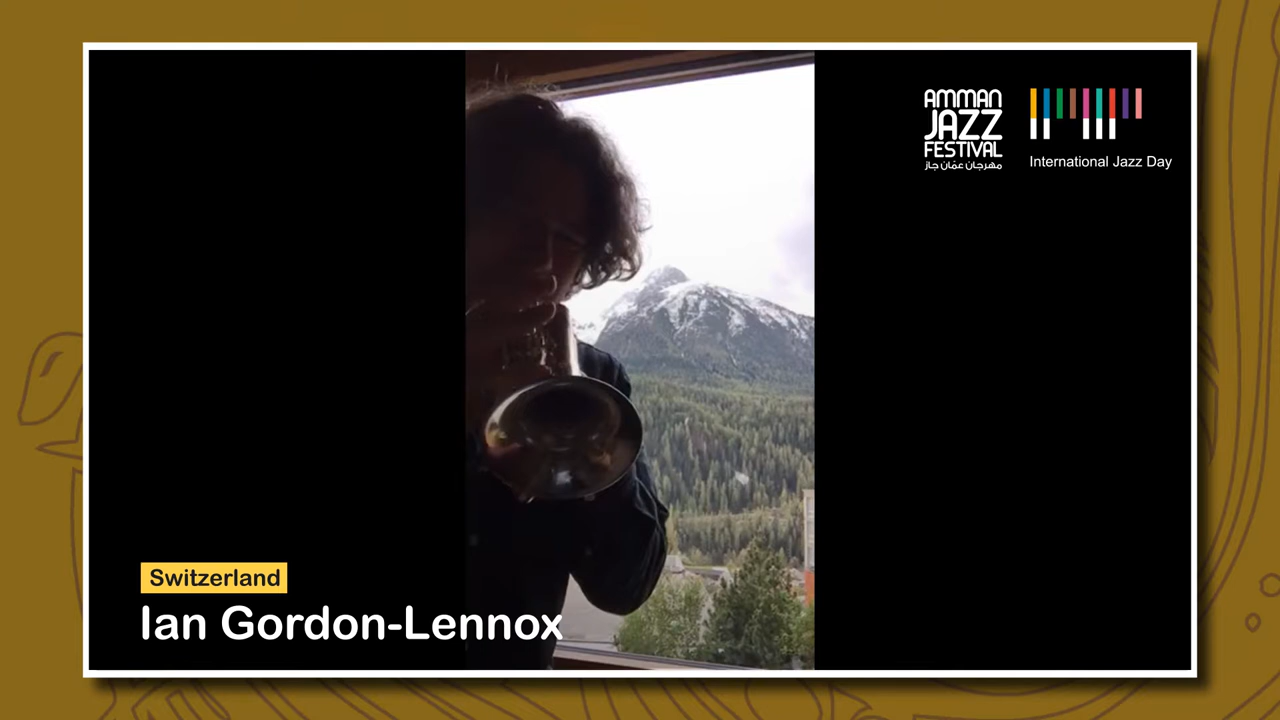 AMMAN
JAZZ
FESTIVAL
مهرجان عمّان جاز
International Jazz Day
Switzerland
Ian Gordon-Lennox